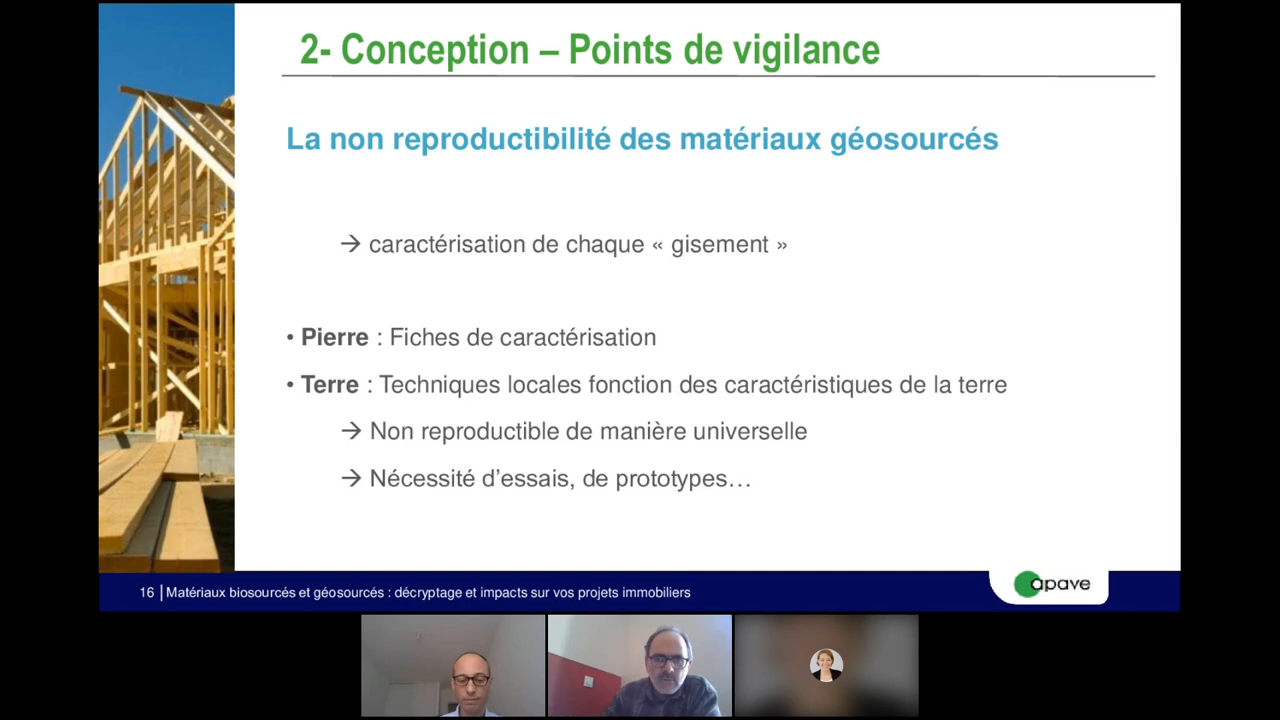 2- Conception – Points de vigilance
La non reproductibilité des matériaux géosourcés
→ caractérisation de chaque « gisement »
• Pierre : Fiches de caractérisation
• Terre : Techniques locales fonction des caractéristiques de la terre
→ Non reproductible de manière universelle
→ Nécessité d’essais, de prototypes…
16 | Matériaux biosourcés et géosourcés : décryptage et impacts sur vos projets immobiliers
apave